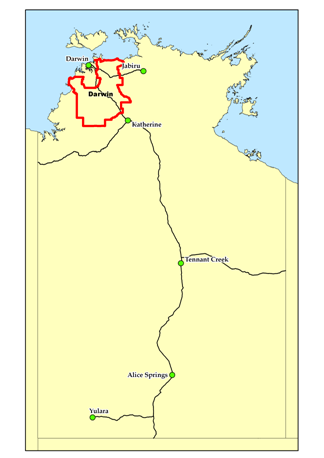 Darwin
Jabiru
Darwin
Katherine
Tennant Creek
Alice Springs
Yulara